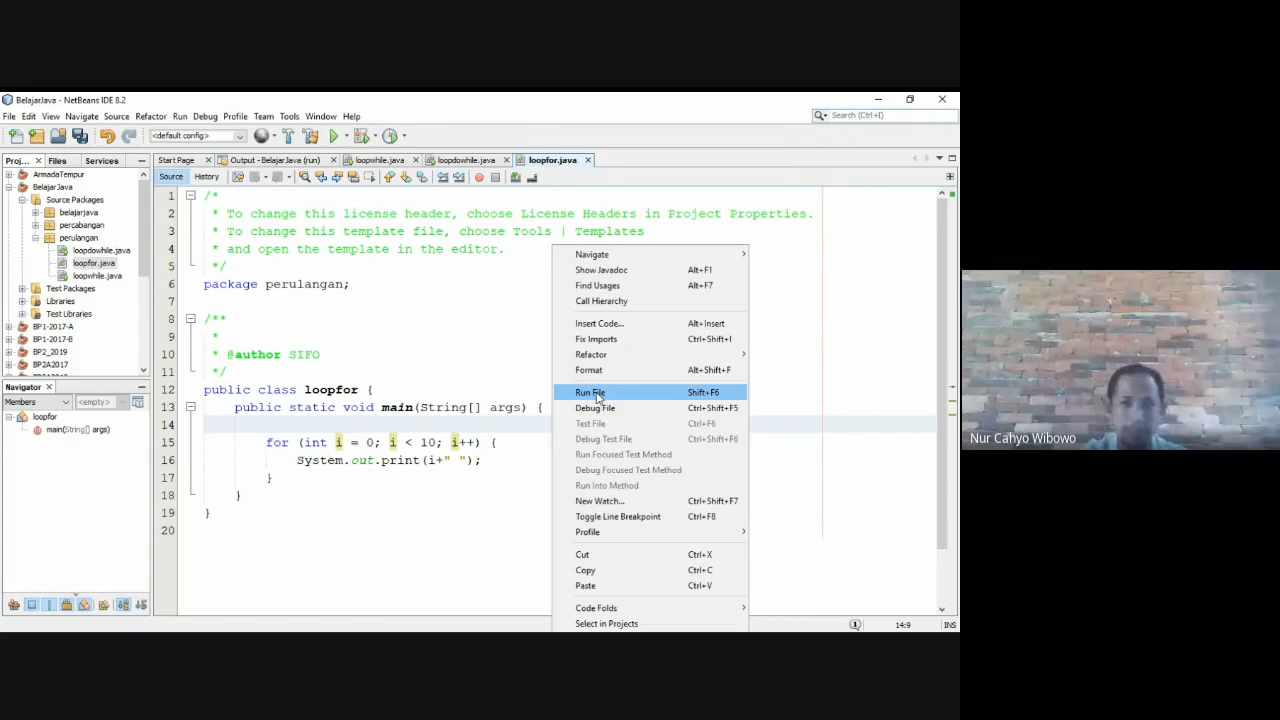 BelajarJava - NetBeans IDE 8.2
File Edit View Navigate Source Refactor Run Debug Profile Team Tools Window Help
Search (Ctrl+I)
<default config>
Proj... Files Services
Start Page Output - BelajarJava (run) loopwhile.java loopdowhile.java loopfor.java
Source History
ArmadaTempur
BelajarJava
Source Packages
belajarjava
percabangan
perulangan
loopdowhile.java
loopfor.java
loopwhile.java
Test Packages
Libraries
Test Libraries
BP1-2017-A
BP1-2017-B
BP2_2019
BP2A2017
Navigator
Members <empty>
loopfor
main(String[] args)
1 /*
2 * To change this license header, choose License Headers in Project Properties.
3 * To change this template file, choose Tools | Templates
4 * and open the template in the editor.
5 */
6 package perulangan;
7
8 /**
9 *
10 * @author SIFO
11 */
12 public class loopfor {
13 public static void main(String[] args) {
14
15 for (int i = 0; i < 10; i++) {
16 System.out.print(i+" ");
17 }
18 }
19 }
20
Navigate
Show Javadoc Alt+F1
Find Usages Alt+F7
Call Hierarchy
Insert Code... Alt+Insert
Fix Imports Ctrl+Shift+I
Refactor
Format Alt+Shift+F
Run File Shift+F6
Debug File Ctrl+Shift+F5
Test File Ctrl+F6
Debug Test File Ctrl+Shift+F6
Run Focused Test Method
Debug Focused Test Method
Run Into Method
New Watch... Ctrl+Shift+F7
Toggle Line Breakpoint Ctrl+F8
Profile
Cut Ctrl+X
Copy Ctrl+C
Paste Ctrl+V
Code Folds
Select in Projects
14:9 INS
Nur Cahyo Wibowo